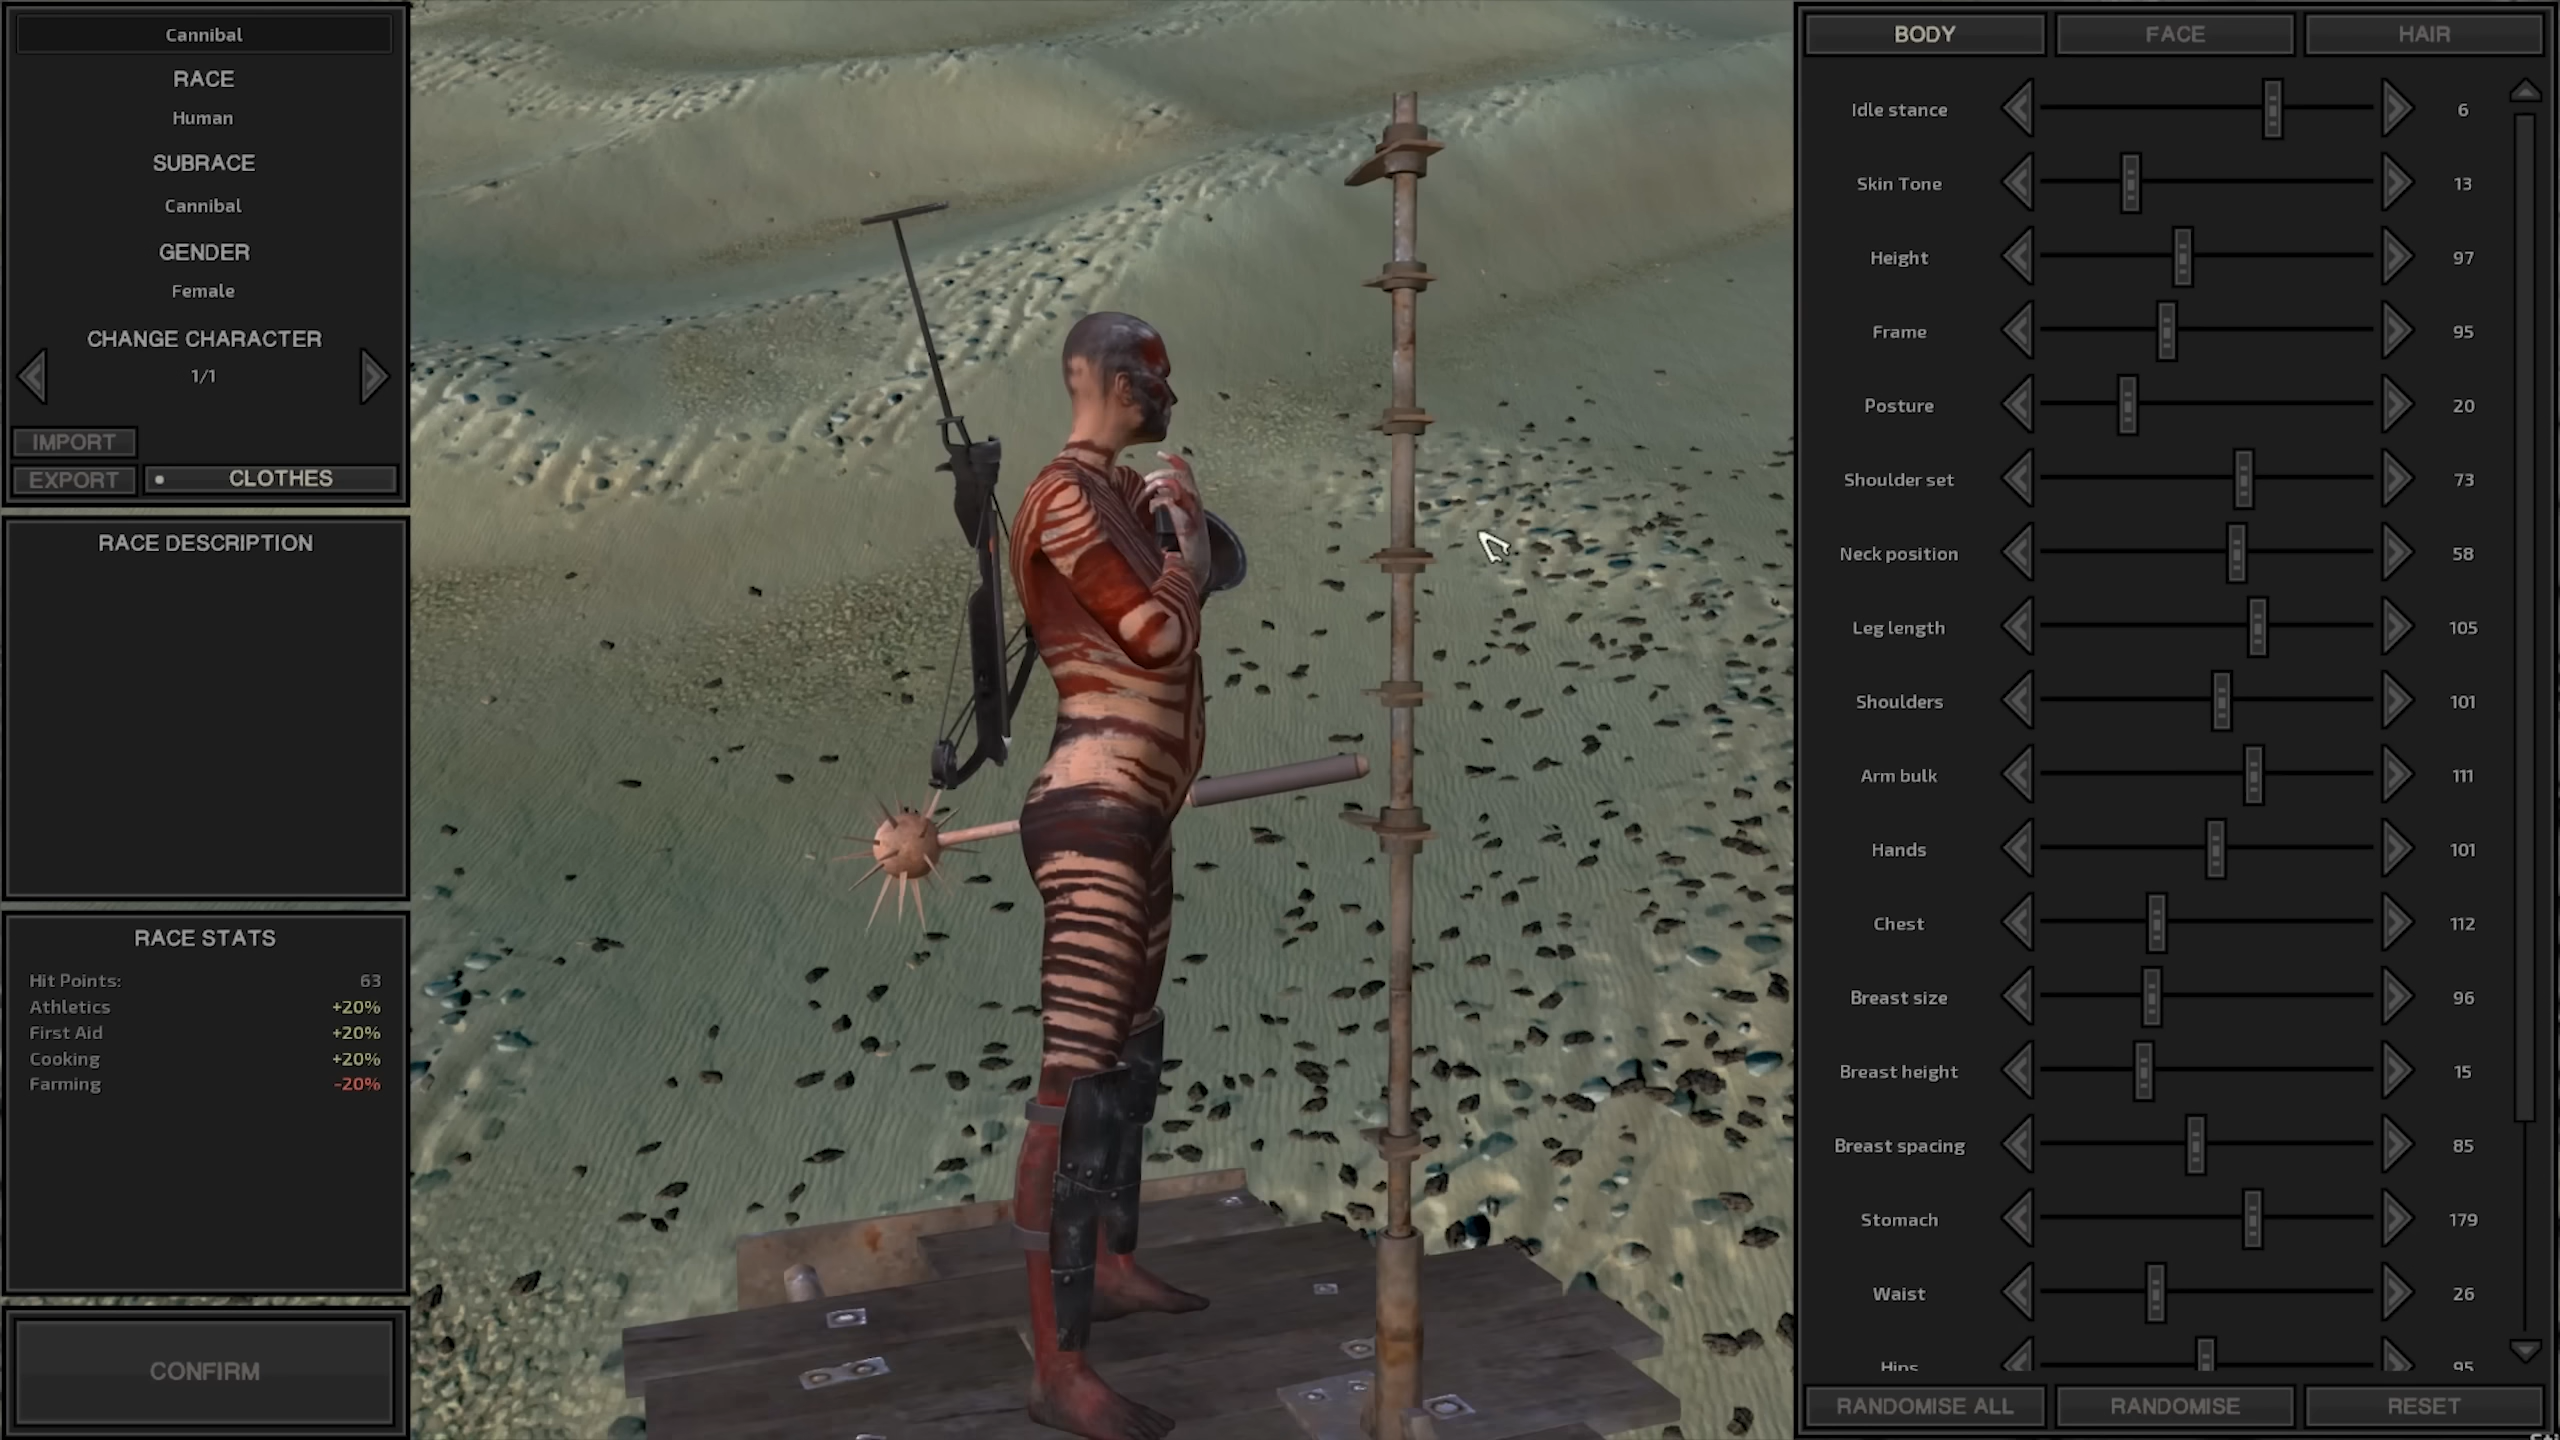 Cannibal
RACE
Human
SUBRACE
Cannibal
GENDER
Female
CHANGE CHARACTER
1/1
IMPORT
EXPORT
CLOTHES
RACE DESCRIPTION
RACE STATS
Hit Points: 63
Athletics +20%
First Aid +20%
Cooking +20%
Farming -20%
CONFIRM
BODY FACE HAIR
Idle stance 6
Skin Tone 13
Height 97
Frame 95
Posture 20
Shoulder set 73
Neck position 58
Leg length 105
Shoulders 101
Arm bulk 111
Hands 101
Chest 112
Breast size 96
Breast height 15
Breast spacing 85
Stomach 179
Waist 26
Hips 95
RANDOMISE ALL RANDOMISE RESET